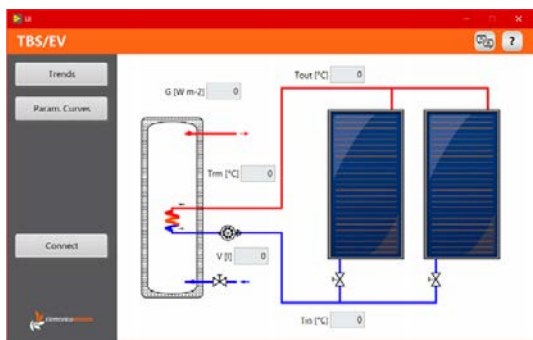 UI
TBS/EV
?
Trends
Param. Curves
Connect
G [W m-2] 0
Tout [°C] 0
Trm [°C] 0
V [l] 0
Tin [°C] 0